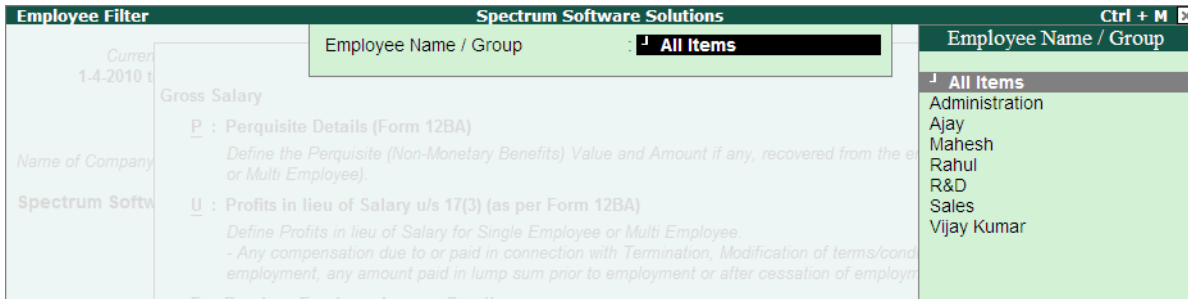 Employee Filter Spectrum Software Solutions Ctrl + M
Employee Name / Group : ┘ All Items
Employee Name / Group
┘ All Items
Administration
Ajay
Mahesh
Rahul
R&D
Sales
Vijay Kumar
Curren
1-4-2010 t
Gross Salary
P : Perquisite Details (Form 12BA)
Define the Perquisite (Non-Monetary Benefits) Value and Amount if any, recovered from the e
or Multi Employee).
Name of Company
Spectrum Softw
U : Profits in lieu of Salary u/s 17(3) (as per Form 12BA)
Define Profits in lieu of Salary for Single Employee or Multi Employee.
- Any compensation due to or paid in connection with Termination, Modification of terms/condi
employment, any amount paid in lump sum prior to employment or after cessation of employm